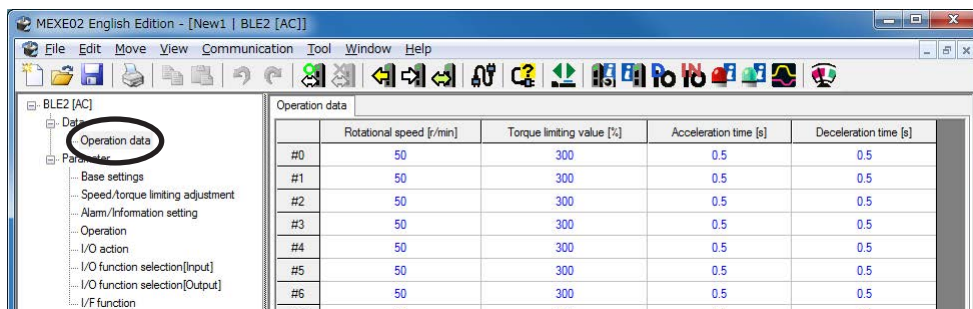 MEXE02 English Edition - [New1 | BLE2 [AC]]
File Edit Move View Communication Tool Window Help
BLE2 [AC]
Data
Operation data
Parameter
Base settings
Speed/torque limiting adjustment
Alarm/Information setting
Operation
I/O action
I/O function selection[Input]
I/O function selection[Output]
I/F function
Operation data
Rotational speed [r/min] Torque limiting value [%] Acceleration time [s] Deceleration time [s]
#0 50 300 0.5 0.5
#1 50 300 0.5 0.5
#2 50 300 0.5 0.5
#3 50 300 0.5 0.5
#4 50 300 0.5 0.5
#5 50 300 0.5 0.5
#6 50 300 0.5 0.5